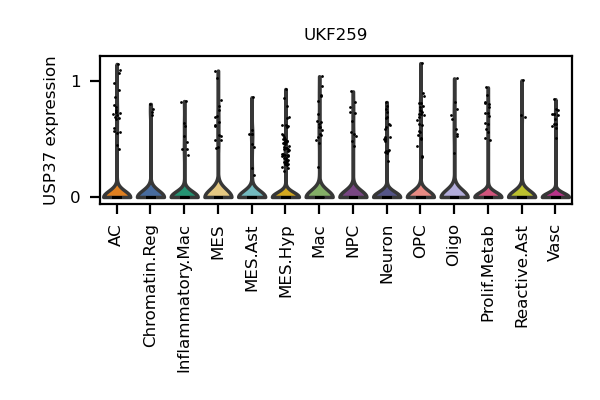 UKF259
USP37 expression
1
0
AC
Chromatin.Reg
Inflammatory.Mac
MES
MES.Ast
MES.Hyp
Mac
NPC
Neuron
OPC
Oligo
Prolif.Metab
Reactive.Ast
Vasc